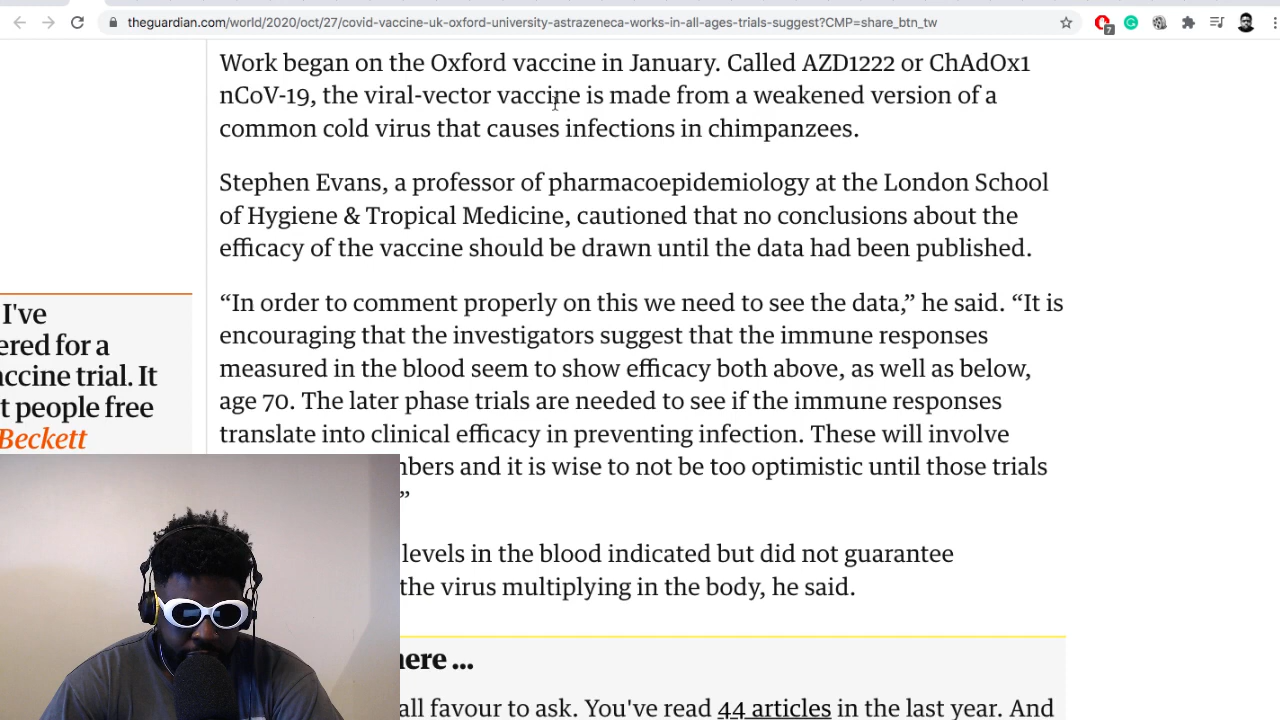 theguardian.com/world/2020/oct/27/covid-vaccine-uk-oxford-university-astrazeneca-works-in-all-ages-trials-suggest?CMP=share_btn_tw
7
Work began on the Oxford vaccine in January. Called AZD1222 or ChAdOx1
nCoV-19, the viral-vector vaccine is made from a weakened version of a
common cold virus that causes infections in chimpanzees.
Stephen Evans, a professor of pharmacoepidemiology at the London School
of Hygiene & Tropical Medicine, cautioned that no conclusions about the
efficacy of the vaccine should be drawn until the data had been published.
I've
ered for a
accine trial. It
t people free
Beckett
“In order to comment properly on this we need to see the data,” he said. “It is
encouraging that the investigators suggest that the immune responses
measured in the blood seem to show efficacy both above, as well as below,
age 70. The later phase trials are needed to see if the immune responses
translate into clinical efficacy in preventing infection. These will involve
nbers and it is wise to not be too optimistic until those trials
”
levels in the blood indicated but did not guarantee
the virus multiplying in the body, he said.
here ...
all favour to ask. You've read 44 articles in the last year. And